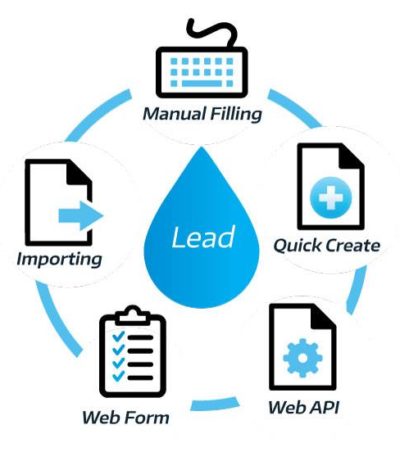 Manual Filling
Lead
Quick Create
Importing
Web Form
Web API